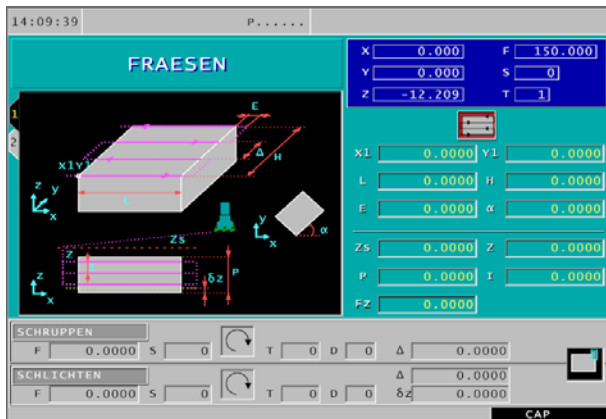 14:09:39 P......
FRAESEN
X 0.000 F 150.000
Y 0.000 S 0
Z -12.209 T 1
1
2
E
Δ
H
X1Y1
L
z y x
Zs
y x
α
Z
P
δz
z x
X1 0.0000 Y1 0.0000
L 0.0000 H 0.0000
E 0.0000 α 0.0000
Zs 0.0000 Z 0.0000
P 0.0000 I 0.0000
Fz 0.0000
SCHRUPPEN
F 0.0000 S 0 T 0 D 0 Δ 0.0000
SCHLICHTEN
Δ 0.0000
F 0.0000 S 0 T 0 D 0 δz 0.0000
CAP